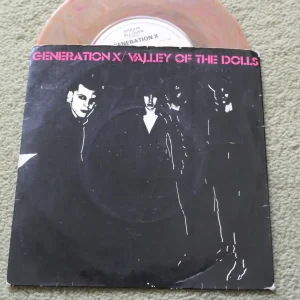 GENERATION X
GENERATION X/VALLEY OF THE DOLLS